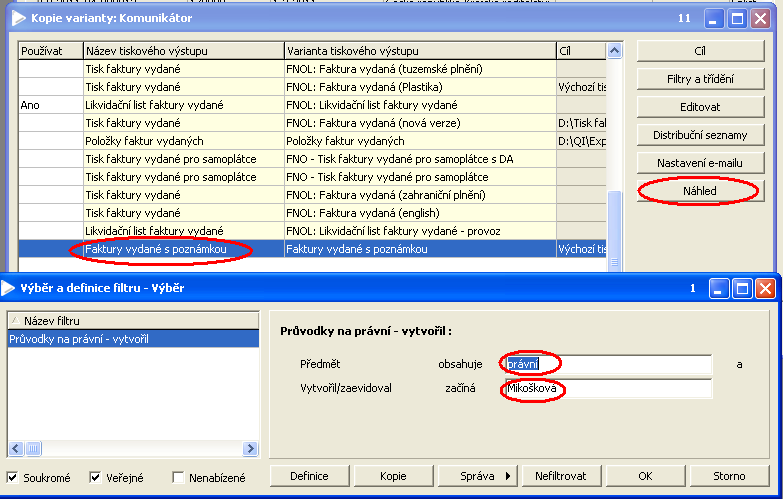 Kopie varianty: Komunikátor 11
Používat Název tiskového výstupu Varianta tiskového výstupu Cíl
Tisk faktury vydané FNOL: Faktura vydaná (tuzemské plnění)
Tisk faktury vydané FNOL: Faktura vydaná (Plastika) Výchozí tis
Ano Likvidační list faktury vydané FNOL: Likvidační list faktury vydané
Tisk faktury vydané FNOL: Faktura vydaná (nová verze) D:\Tisk fak
Položky faktur vydaných Položky faktur vydaných D:\QI\Exp
Tisk faktury vydané pro samoplátce FNO - Tisk faktury vydané pro samoplátce s DA
Tisk faktury vydané pro samoplátce FNO - Tisk faktury vydané pro samoplátce
Tisk faktury vydané FNOL: Faktura vydaná (zahraniční plnění)
Tisk faktury vydané FNOL: Faktura vydaná (english)
Likvidační list faktury vydané FNOL: Likvidační list faktury vydané - provoz
Faktury vydané s poznámkou Faktury vydané s poznámkou Výchozí tis
Cíl
Filtry a třídění
Editovat
Distribuční seznamy
Nastavení e-mailu
Náhled
Výběr a definice filtru - Výběr 1
Název filtru
Průvodky na právní - vytvořil
Průvodky na právní - vytvořil :
Předmět obsahuje právní a
Vytvořil/zaevidoval začíná Mikošková
Soukromé Veřejné Nenabízené
Definice Kopie Správa Nefiltrovat OK Storno